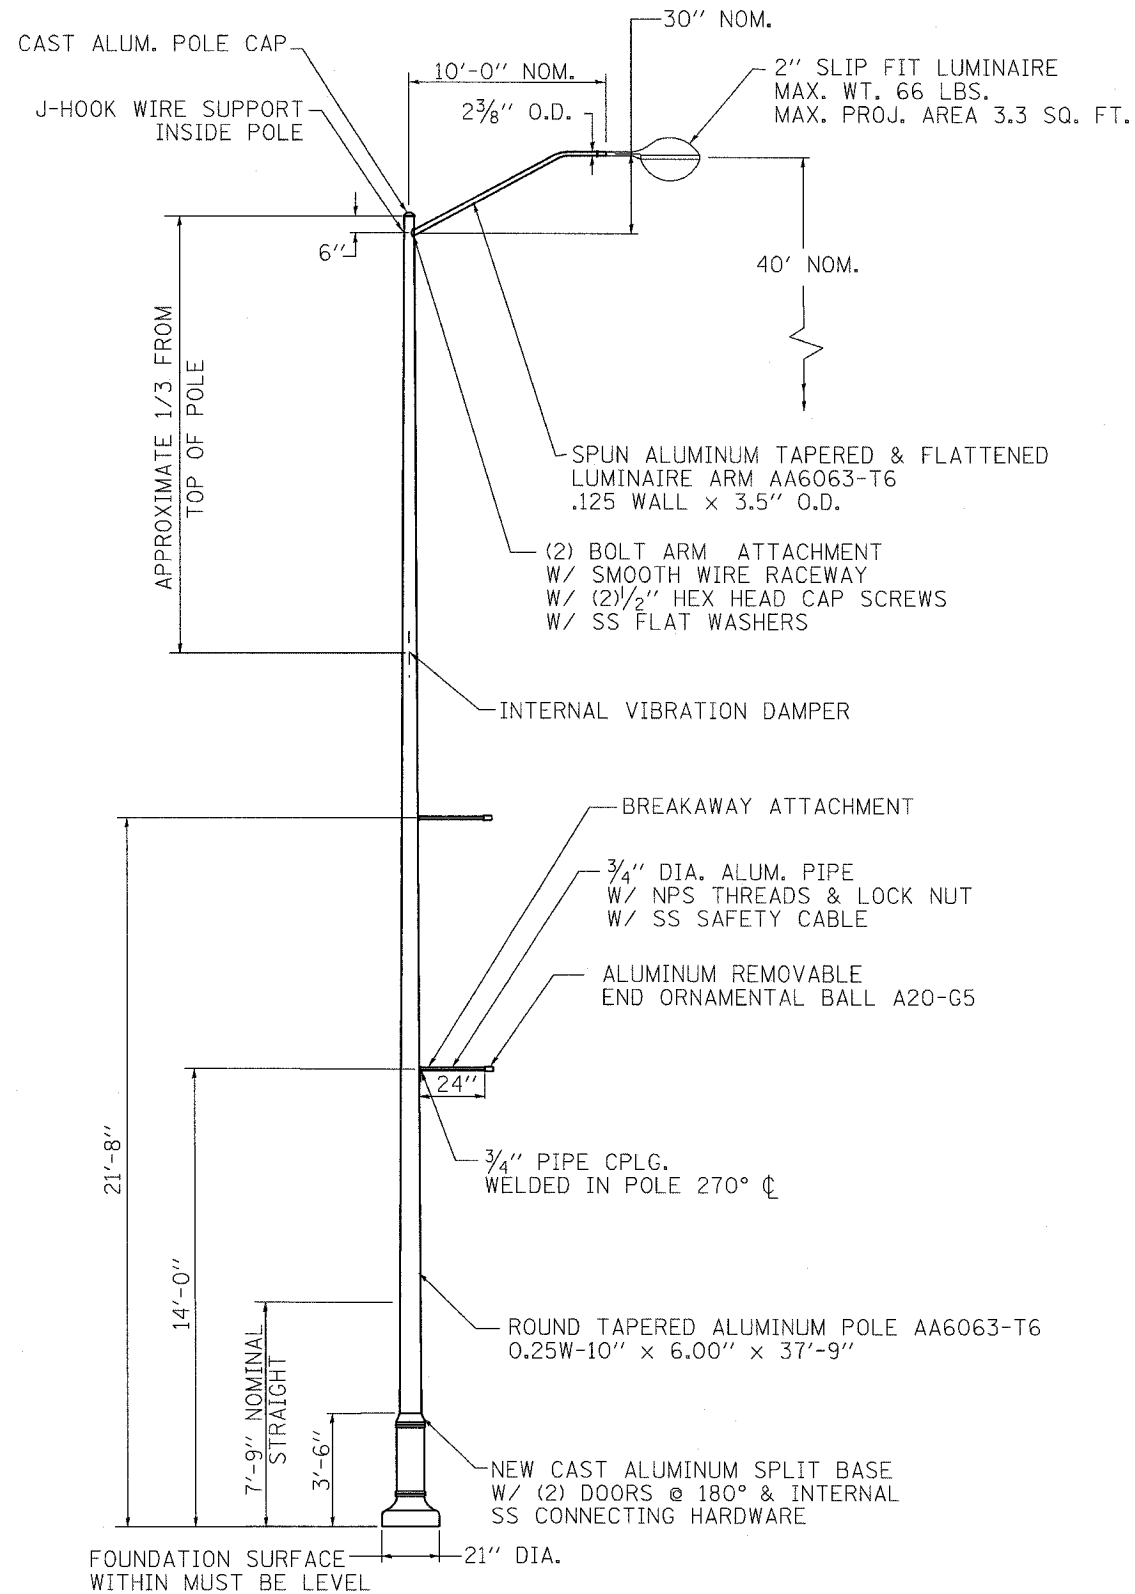 30" NOM.
CAST ALUM. POLE CAP
10'-0" NOM.
2" SLIP FIT LUMINAIRE
MAX. WT. 66 LBS.
MAX. PROJ. AREA 3.3 SQ. FT.
J-HOOK WIRE SUPPORT
INSIDE POLE
2 3/8" O.D.
6"
40' NOM.
APPROXIMATE 1/3 FROM
TOP OF POLE
SPUN ALUMINUM TAPERED & FLATTENED
LUMINAIRE ARM AA6063-T6
.125 WALL x 3.5" O.D.
(2) BOLT ARM ATTACHMENT
W/ SMOOTH WIRE RACEWAY
W/ (2)1/2" HEX HEAD CAP SCREWS
W/ SS FLAT WASHERS
INTERNAL VIBRATION DAMPER
BREAKAWAY ATTACHMENT
3/4" DIA. ALUM. PIPE
W/ NPS THREADS & LOCK NUT
W/ SS SAFETY CABLE
ALUMINUM REMOVABLE
END ORNAMENTAL BALL A20-G5
24"
21'-8"
3/4" PIPE CPLG.
WELDED IN POLE 270° ℄
14'-0"
ROUND TAPERED ALUMINUM POLE AA6063-T6
0.25W-10" x 6.00" x 37'-9"
7'-9" NOMINAL
STRAIGHT
3'-6"
NEW CAST ALUMINUM SPLIT BASE
W/ (2) DOORS @ 180° & INTERNAL
SS CONNECTING HARDWARE
21" DIA.
FOUNDATION SURFACE
WITHIN MUST BE LEVEL